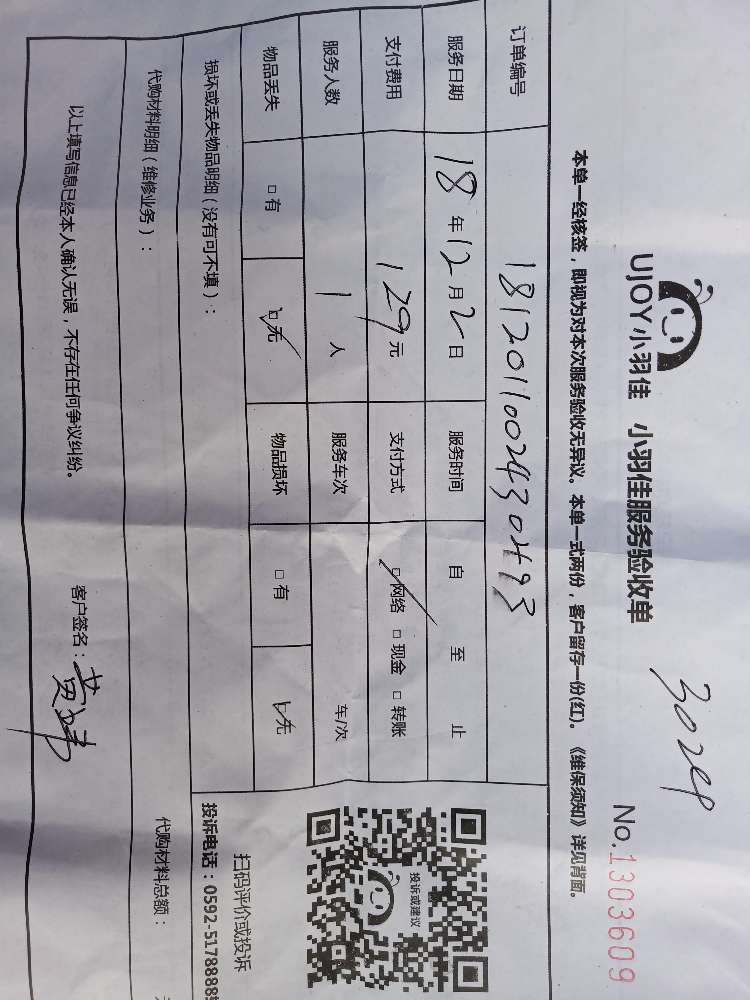 3024
UjOY小羽佳 小羽佳服务验收单
No.1303609
本单一经核签，即视为对本次服务验收无异议。本单一式两份，客户留存一份(红)。《维保须知》详见背面。
订单编号 1812011002430493
服务日期 18年12月2日 服务时间 自 至 止
支付费用 129元 支付方式 □网络 □现金 □转账
服务人数 1人 服务车次 车/次
物品丢失 □有 □无 物品损坏 □有 □无
损坏或丢失物品明细（没有可不填）：
投诉或建议
扫码评价或投诉
投诉电话：0592-5178888
代购材料明细（维修业务）： 代购材料总额：
以上填写信息已经本人确认无误，不存在任何争议纠纷。
客户签名：